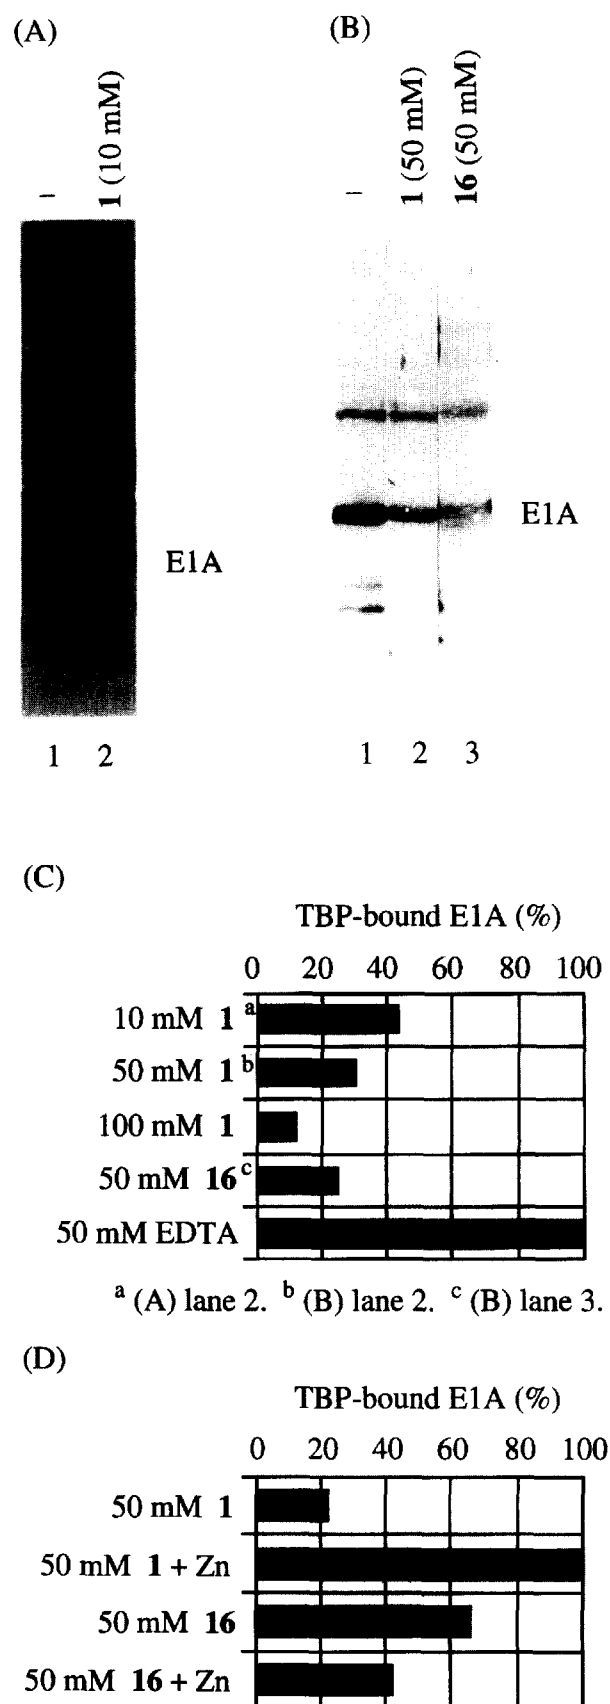 (A)
(B)
– 1 (10 mM)
– 1 (50 mM) 16 (50 mM)
E1A
E1A
1 2
1 2 3
(C)
TBP-bound E1A (%)
0 20 40 60 80 100
10 mM 1 a
50 mM 1 b
100 mM 1
50 mM 16 c
50 mM EDTA
a (A) lane 2. b (B) lane 2. c (B) lane 3.
(D)
TBP-bound E1A (%)
0 20 40 60 80 100
50 mM 1
50 mM 1 + Zn
50 mM 16
50 mM 16 + Zn